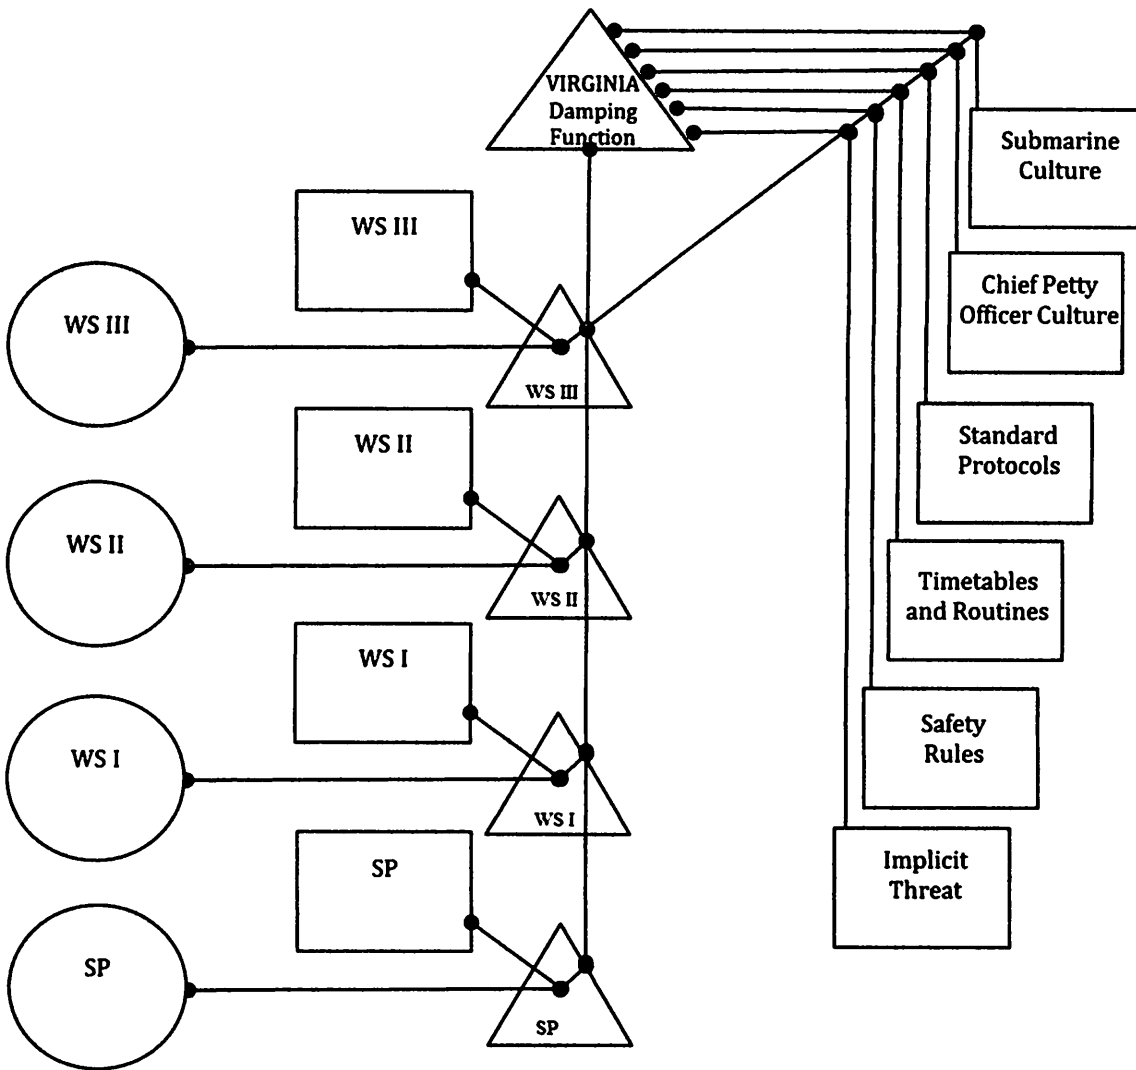 VIRGINIA
Damping
Function
Submarine
Culture
WS III
Chief Petty
Officer Culture
WS III
WS III
WS II
Standard
Protocols
WS II
WS II
Timetables
and Routines
WS I
Safety
Rules
WS I
WS I
SP
Implicit
Threat
SP
SP